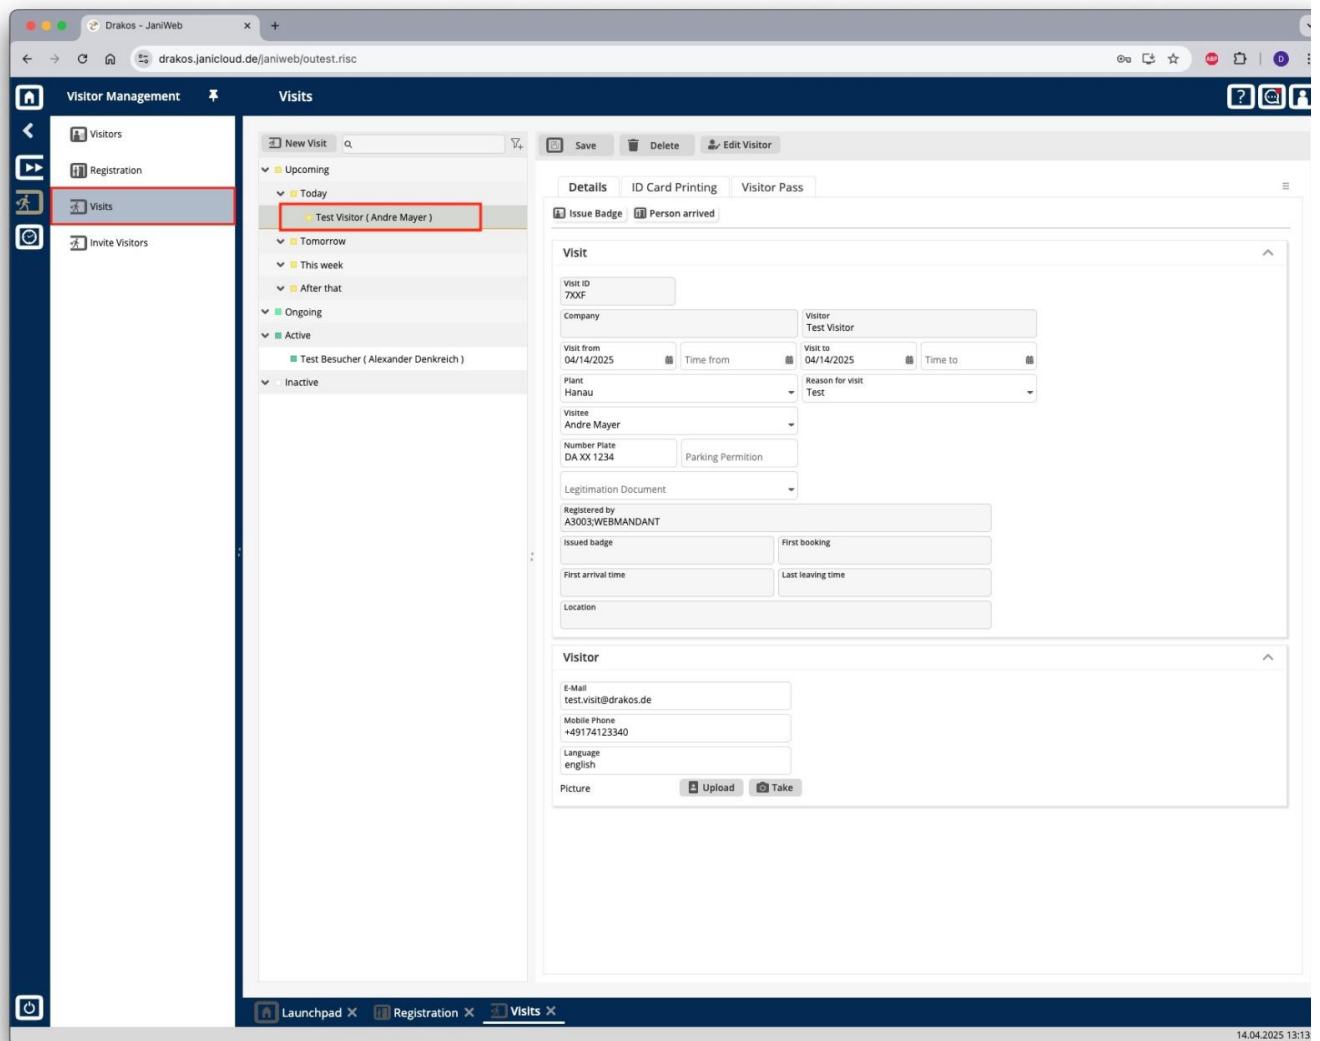 Drakos - JaniWeb
drakos.janicloud.de/janiweb/outest.risc
ABP
D
Visitor Management
Visits
?
Visitors
Registration
Visits
Invite Visitors
New Visit
Upcoming
Today
Test Visitor ( Andre Mayer )
Tomorrow
This week
After that
Ongoing
Active
Test Besucher ( Alexander Denkreich )
Inactive
Save
Delete
Edit Visitor
Details
ID Card Printing
Visitor Pass
Issue Badge
Person arrived
Visit
Visit ID
7XXF
Company
Visitor
Test Visitor
Visit from
04/14/2025
Time from
Visit to
04/14/2025
Time to
Plant
Hanau
Reason for visit
Test
Visitee
Andre Mayer
Number Plate
DA XX 1234
Parking Permition
Legitimation Document
Registered by
A3003;WEBMANDANT
Issued badge
First booking
First arrival time
Last leaving time
Location
Visitor
E-Mail
test.visit@drakos.de
Mobile Phone
+49174123340
Language
english
Picture
Upload
Take
Launchpad
Registration
Visits
14.04.2025 13:13